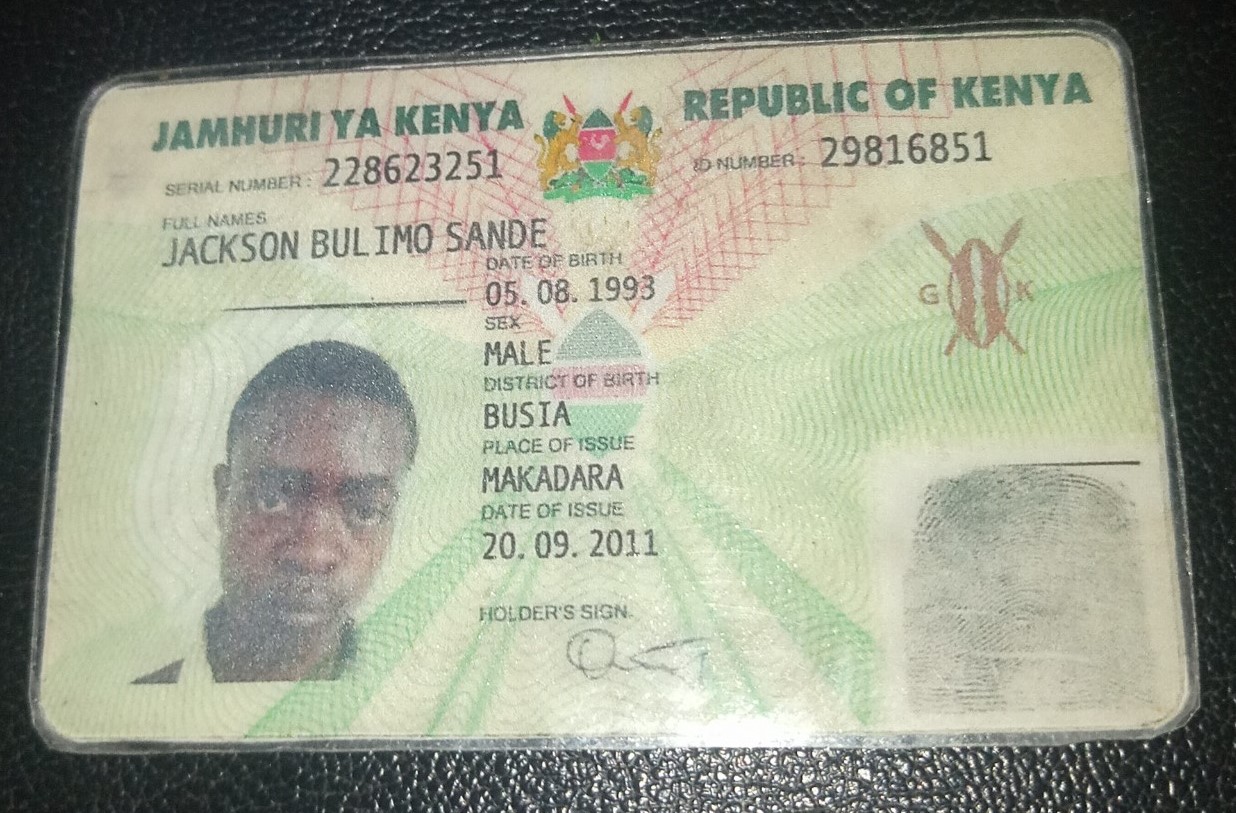 JAMHURI YA KENYA
REPUBLIC OF KENYA
SERIAL NUMBER : 228623251
ID NUMBER : 29816851
FULL NAMES
JACKSON BULIMO SANDE
DATE OF BIRTH
05. 08. 1993
SEX
MALE
DISTRICT OF BIRTH
BUSIA
PLACE OF ISSUE
MAKADARA
DATE OF ISSUE
20. 09. 2011
HOLDER'S SIGN.
G K